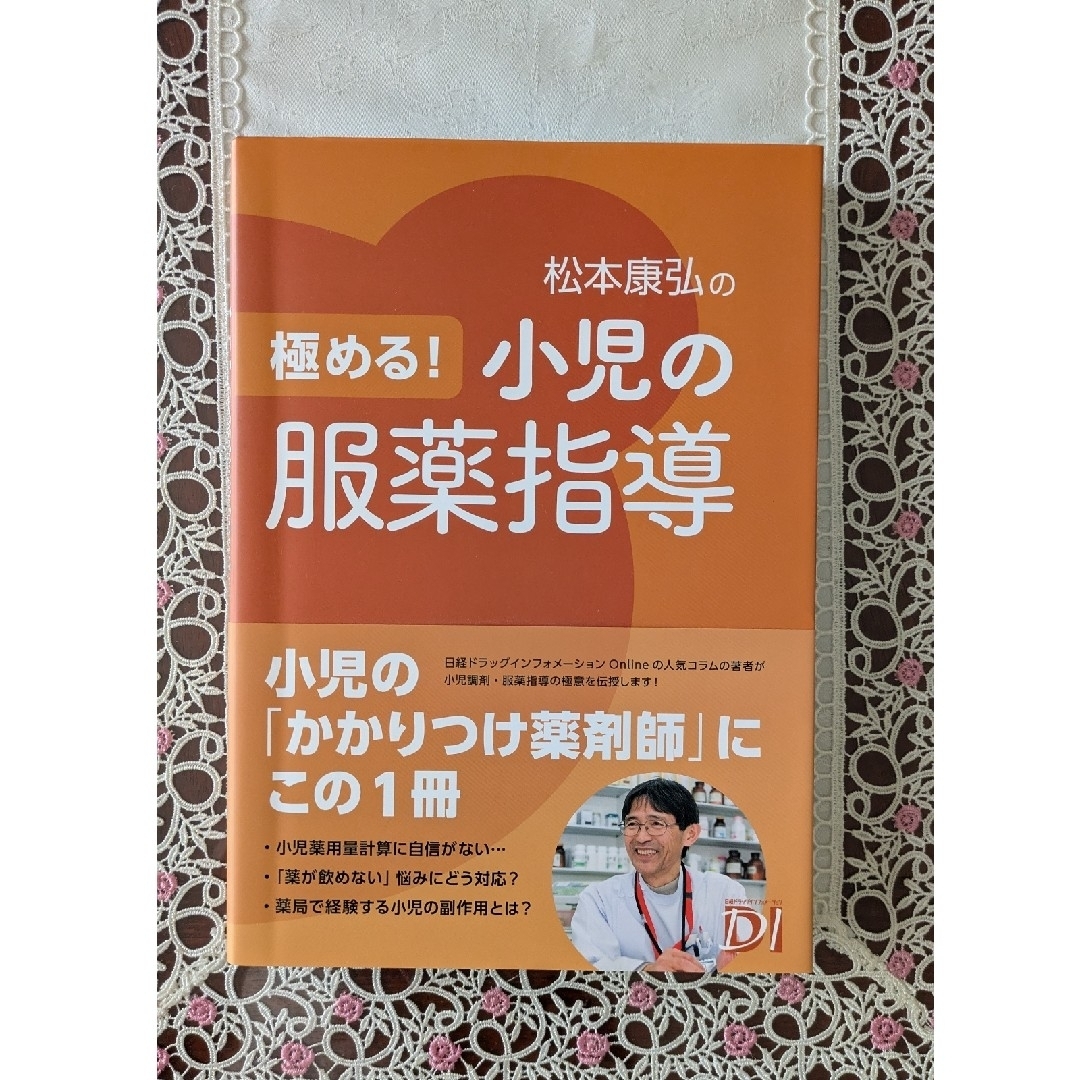 松本康弘の
極める! 小児の
服薬指導
小児の
日経ドラッグインフォメーション Onlineの人気コラムの著者が
小児調剤・服薬指導の極意を伝授します!
「かかりつけ薬剤師」に
この1冊
・小児薬用量計算に自信がない…
・「薬が飲めない」悩みにどう対応?
・薬局で経験する小児の副作用とは?
DI